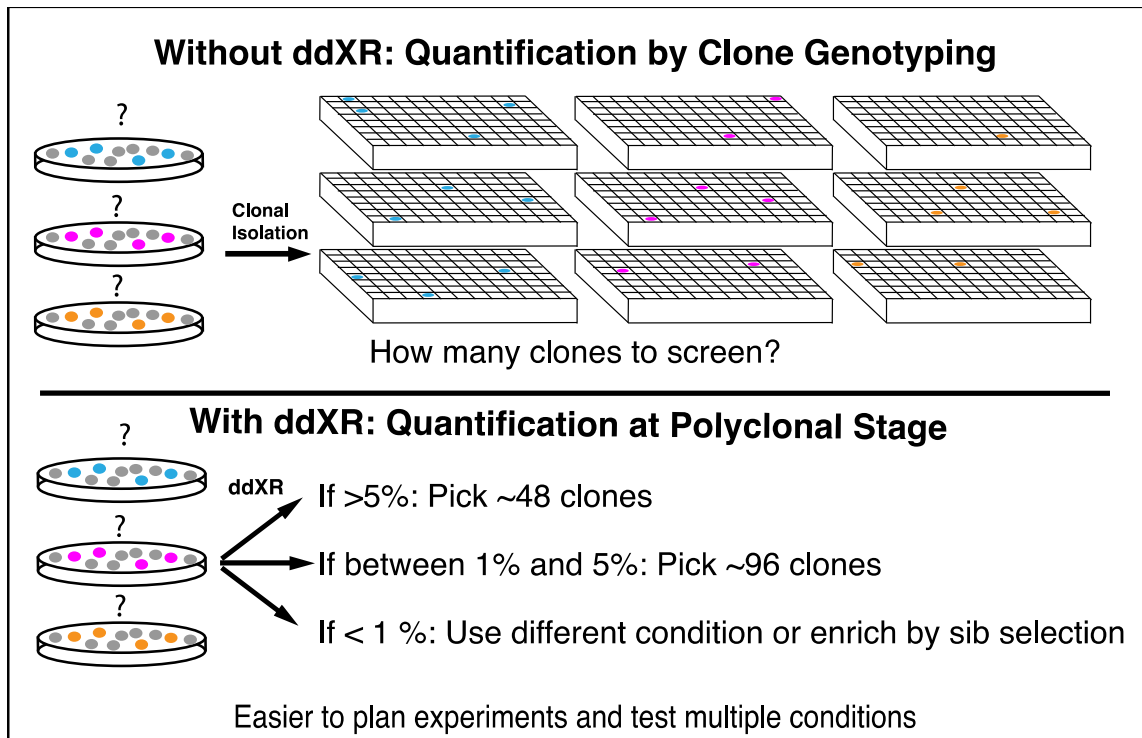 Without ddXR: Quantification by Clone Genotyping
?
?
?
Clonal
Isolation
How many clones to screen?
With ddXR: Quantification at Polyclonal Stage
?
?
?
ddXR
If >5%: Pick ~48 clones
If between 1% and 5%: Pick ~96 clones
If < 1 %: Use different condition or enrich by sib selection
Easier to plan experiments and test multiple conditions